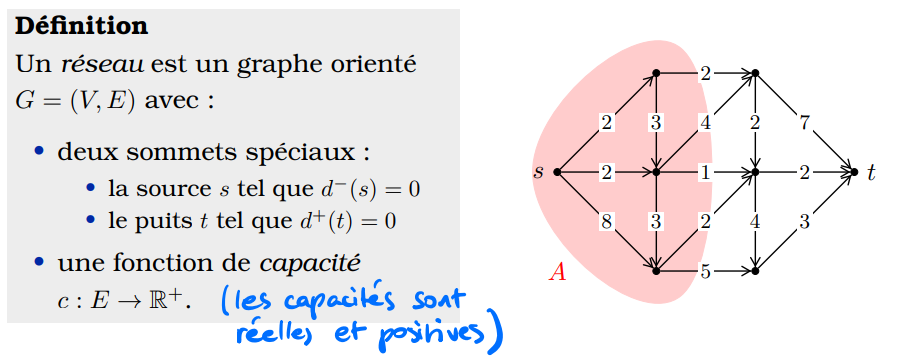 Définition
Un réseau est un graphe orienté
G = (V, E) avec :
• deux sommets spéciaux :
• la source s tel que d⁻(s) = 0
• le puits t tel que d⁺(t) = 0
• une fonction de capacité
c : E → ℝ⁺. (les capacités sont
réelles et positives)
2
2 3 4 2 7
s 2 1 2 t
8 3 2 4 3
A 5